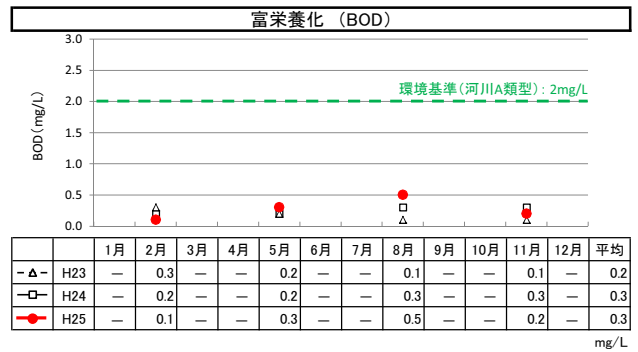 富栄養化 （BOD）
3.0
2.5
2.0
1.5
1.0
0.5
0.0
BOD(mg/L)
環境基準(河川A類型)：2mg/L
1月 2月 3月 4月 5月 6月 7月 8月 9月 10月 11月 12月 平均
H23 — 0.3 — — 0.2 — — 0.1 — — 0.1 — 0.2
H24 — 0.2 — — 0.2 — — 0.3 — — 0.3 — 0.3
H25 — 0.1 — — 0.3 — — 0.5 — — 0.2 — 0.3
mg/L